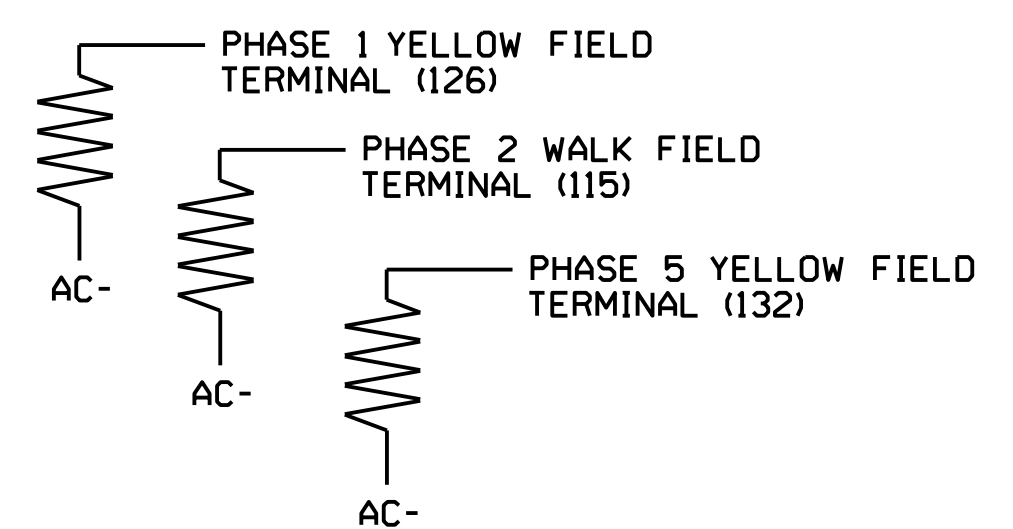 PHASE 1 YELLOW FIELD
TERMINAL (126)
PHASE 2 WALK FIELD
TERMINAL (115)
AC-
PHASE 5 YELLOW FIELD
TERMINAL (132)
AC-
AC-